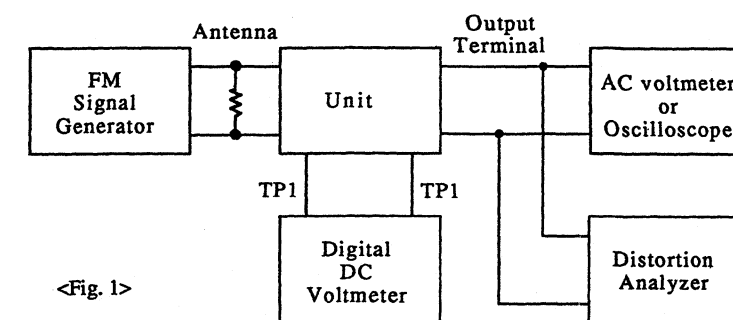 Antenna
Output
Terminal
FM
Signal
Generator
Unit
AC voltmeter
or
Oscilloscope
TP1
TP1
Digital
DC
Voltmeter
Distortion
Analyzer
<Fig. 1>